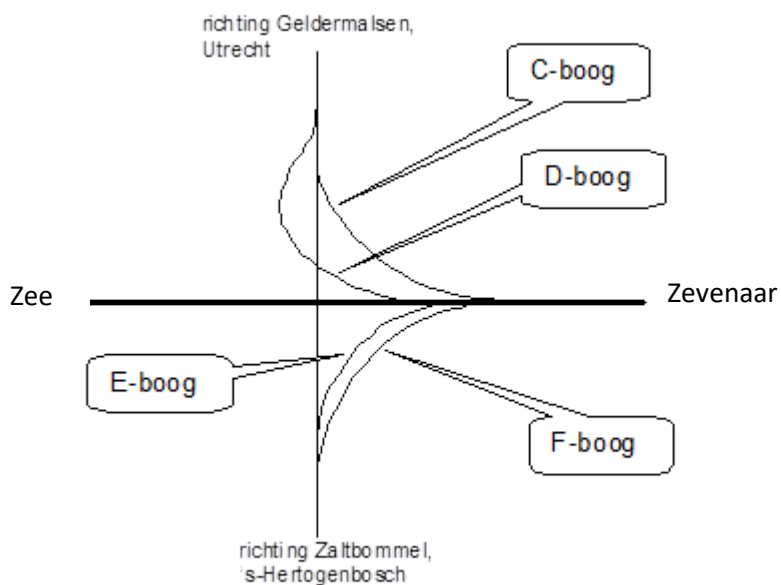 richting Geldermalsen,
Utrecht
C-boog
D-boog
Zee
Zevenaar
E-boog
F-boog
richting Zaltbommel,
's-Hertogenbosch